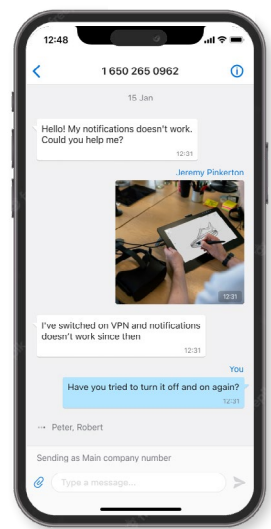 12:48
1 650 265 0962
15 Jan
Hello! My notifications doesn't work.
Could you help me?
12:31
Jeremy Pinkerton
12:31
I've switched on VPN and notifications
doesn't work since then
12:31
You
Have you tried to turn it off and on again?
12:31
Peter, Robert
Sending as Main company number
Type a message...